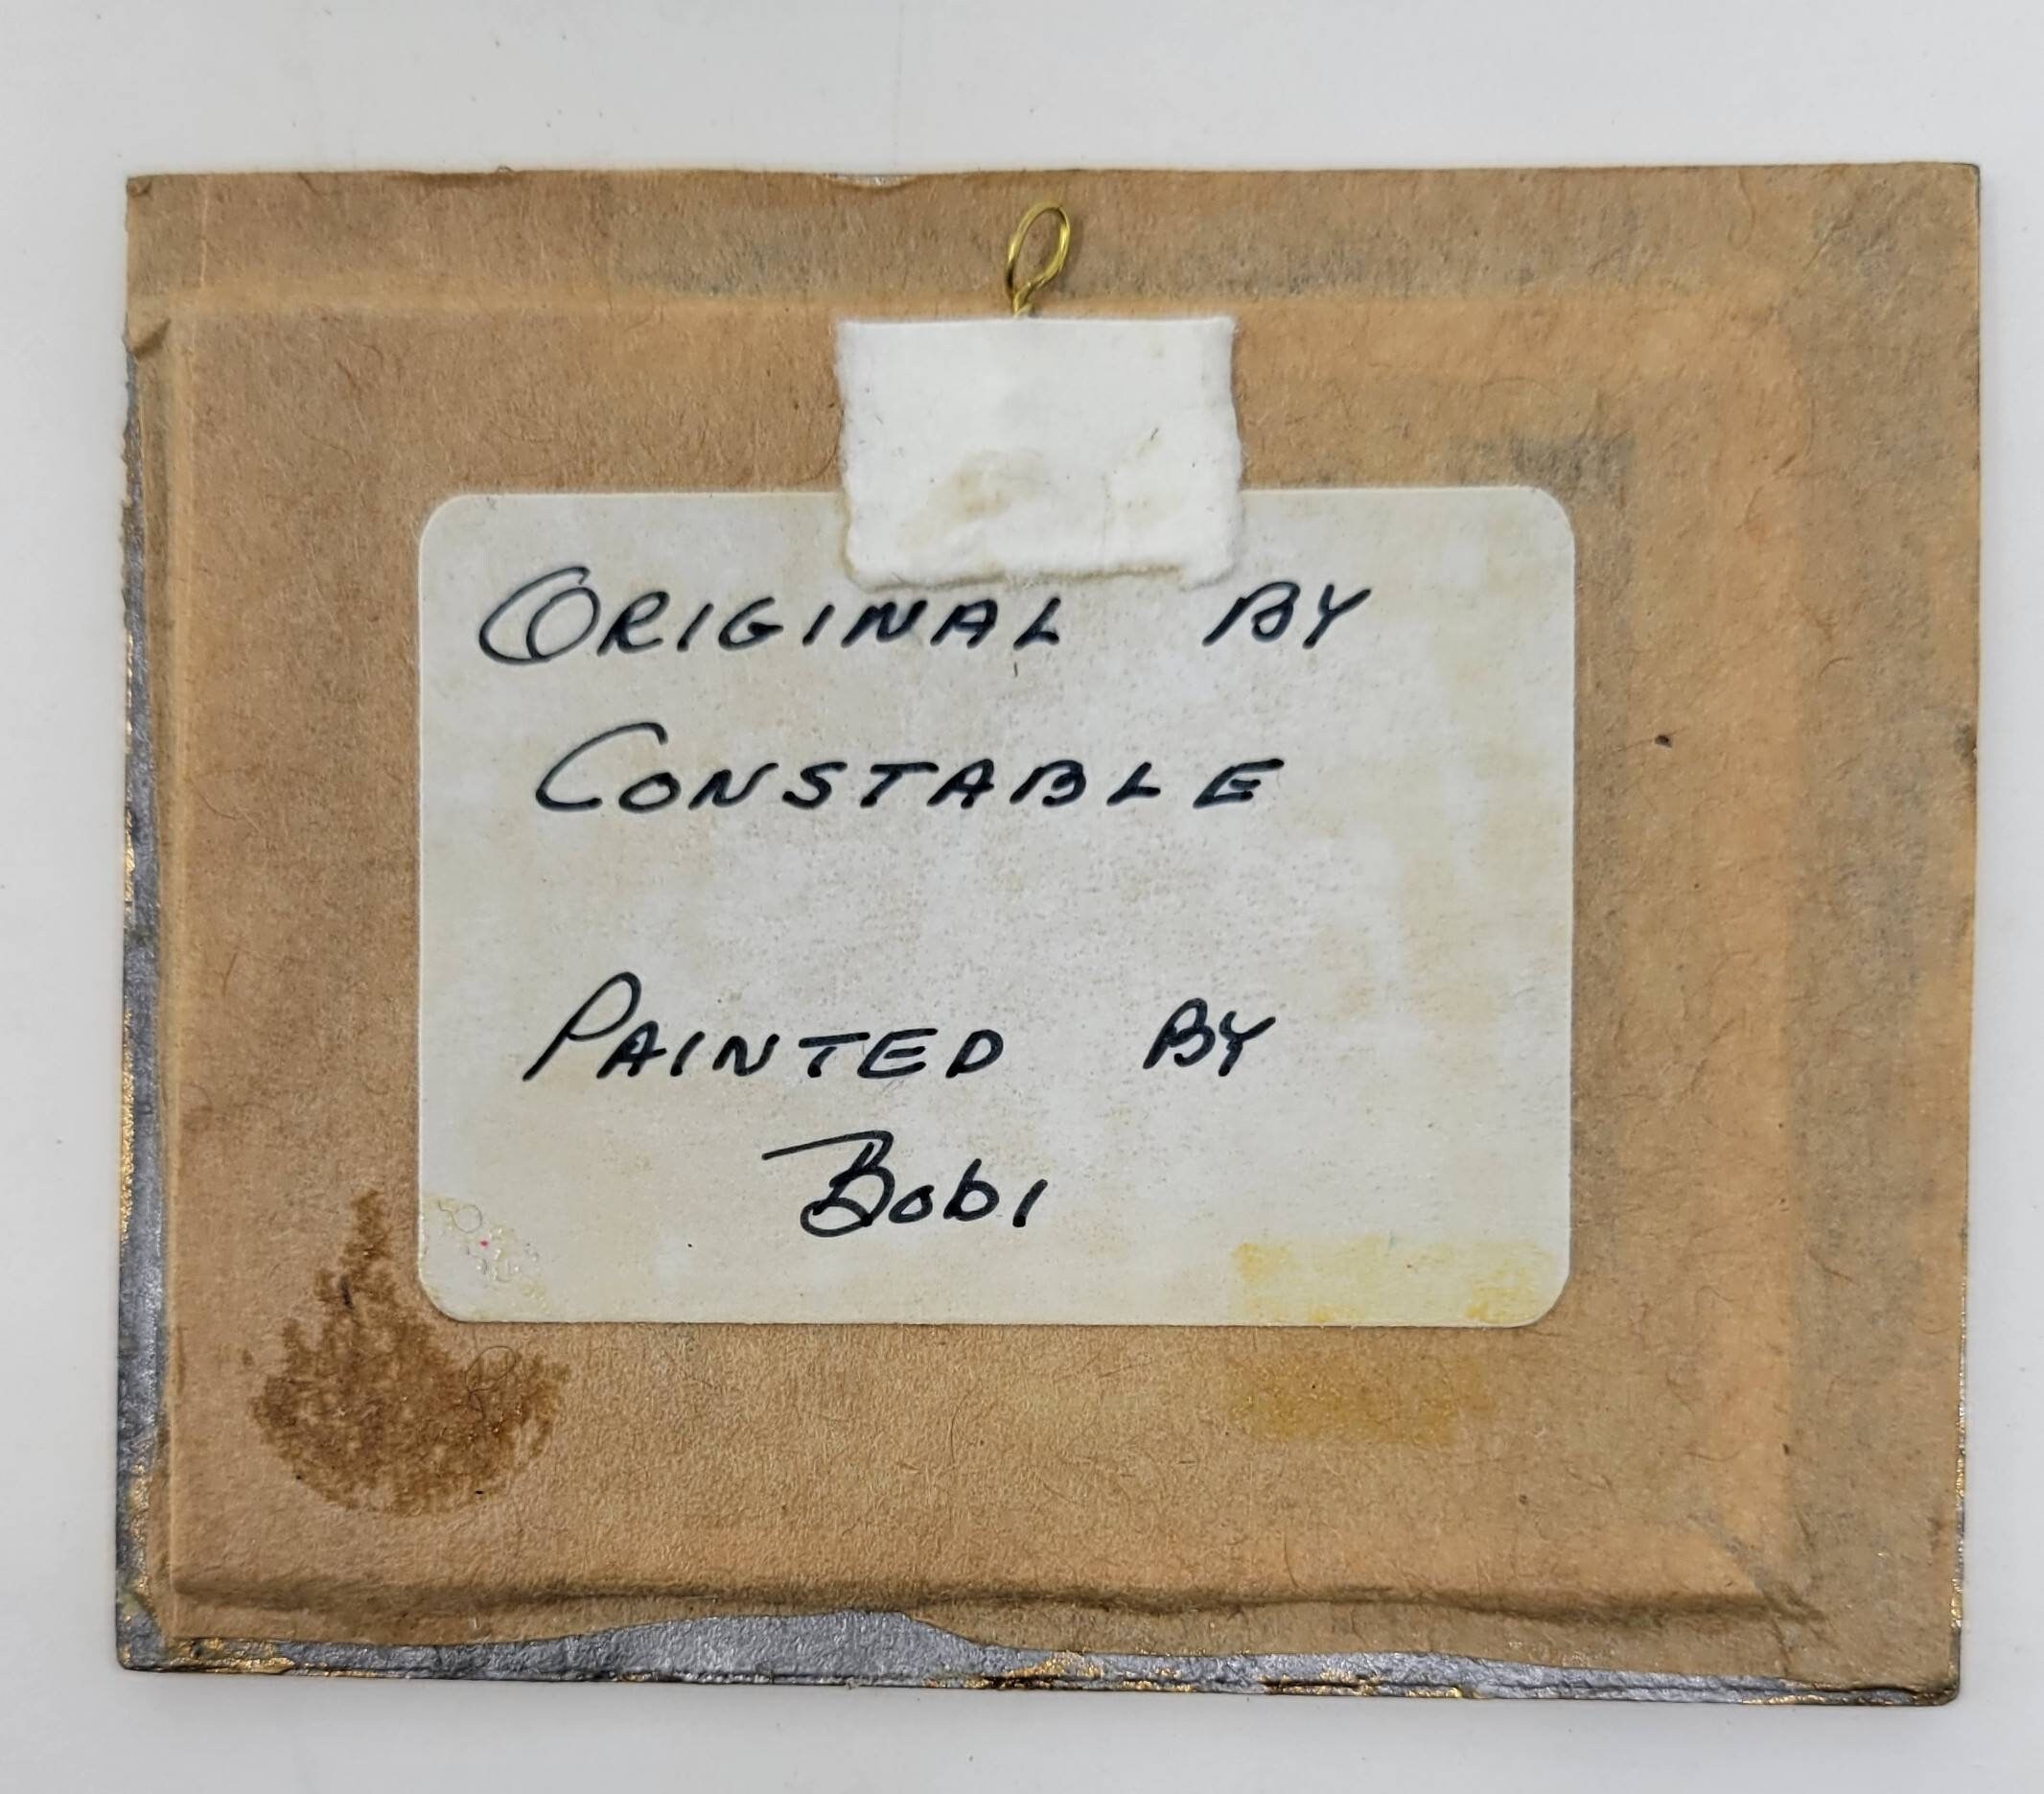 ORIGINAL BY
CONSTABLE
PAINTED BY
Bobi